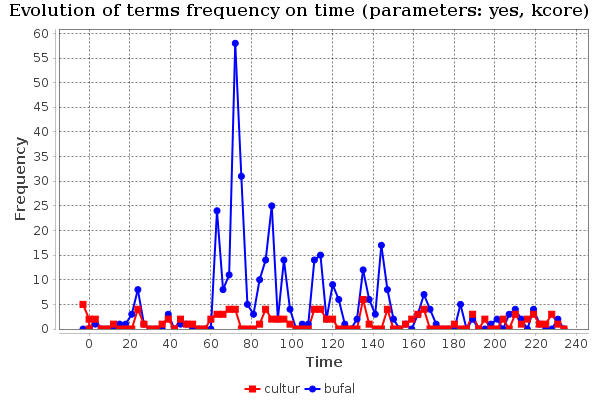 Evolution of terms frequency on time (parameters: yes, kcore)
60
55
50
45
40
35
30
25
20
15
10
5
0
Frequency
0 20 40 60 80 100 120 140 160 180 200 220 240
Time
cultur bufal